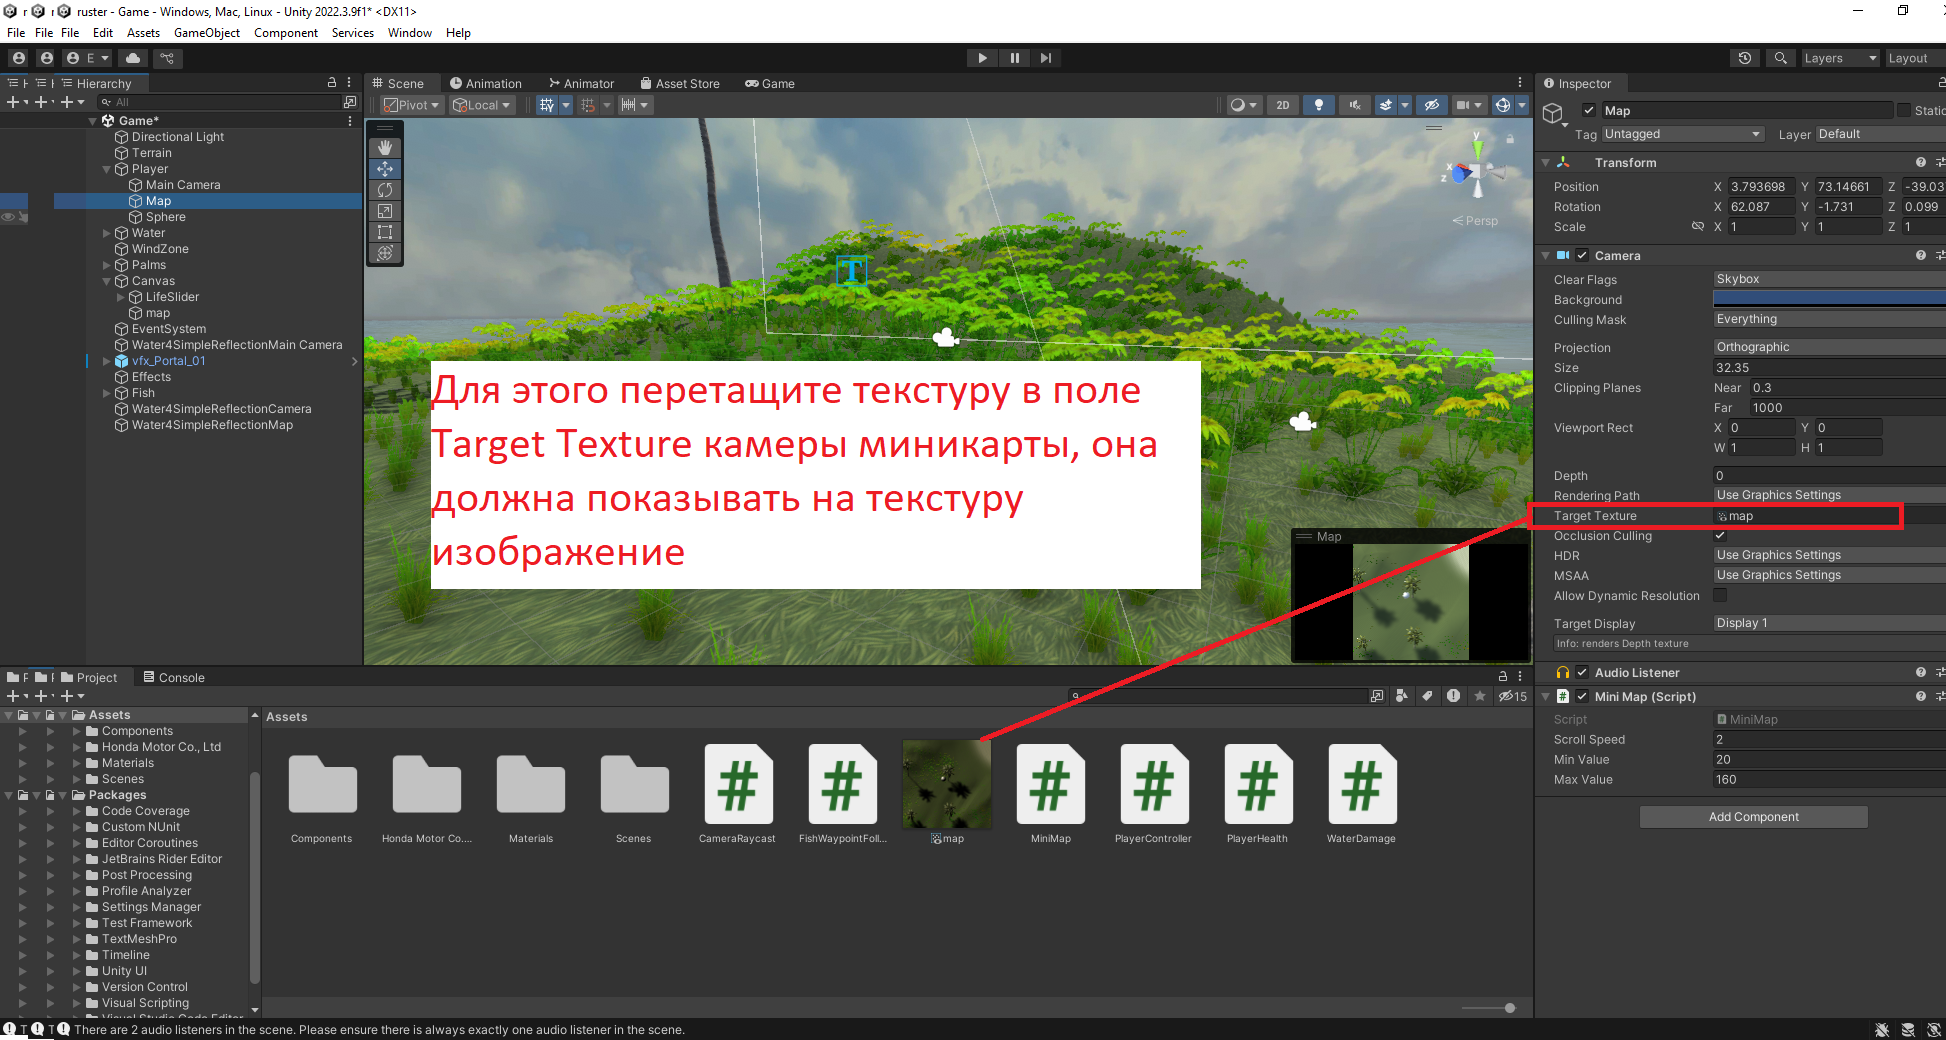 ruster - Game - Windows, Mac, Linux - Unity 2022.3.9f1* <DX11>
File File File Edit Assets GameObject Component Services Window Help
E Layers Layout
Hierarchy
All
Game*
Directional Light
Terrain
Player
Main Camera
Map
Sphere
Water
WindZone
Palms
Canvas
LifeSlider
map
EventSystem
Water4SimpleReflectionMain Camera
vfx_Portal_01
Effects
Fish
Water4SimpleReflectionCamera
Water4SimpleReflectionMap
Scene Animation Animator Asset Store Game
Pivot Local 2D
y
x
z
Persp
T
Для этого перетащите текстуру в поле
Target Texture камеры миникарты, она
должна показывать на текстуру
изображение
Map
Inspector
Map Static
Tag Untagged Layer Default
Transform
Position X 3.793698 Y 73.14661 Z -39.03
Rotation X 62.087 Y -1.731 Z 0.099
Scale X 1 Y 1 Z 1
Camera
Clear Flags Skybox
Background
Culling Mask Everything
Projection Orthographic
Size 32.35
Clipping Planes Near 0.3
Far 1000
Viewport Rect X 0 Y 0
W 1 H 1
Depth 0
Rendering Path Use Graphics Settings
Target Texture map
Occlusion Culling
HDR Use Graphics Settings
MSAA Use Graphics Settings
Allow Dynamic Resolution
Target Display Display 1
Info: renders Depth texture
Audio Listener
# Mini Map (Script)
Script MiniMap
Scroll Speed 2
Min Value 20
Max Value 160
Add Component
Project Console
15
Assets
Components
Honda Motor Co., Ltd
Materials
Scenes
Packages
Code Coverage
Custom NUnit
Editor Coroutines
JetBrains Rider Editor
Post Processing
Profile Analyzer
Settings Manager
Test Framework
TextMeshPro
Timeline
Unity UI
Version Control
Visual Scripting
Visual Studio Code Editor
Assets
# # # # # #
Components Honda Motor Co.... Materials Scenes CameraRaycast FishWaypointFoll... map MiniMap PlayerController PlayerHealth WaterDamage
There are 2 audio listeners in the scene. Please ensure there is always exactly one audio listener in the scene.